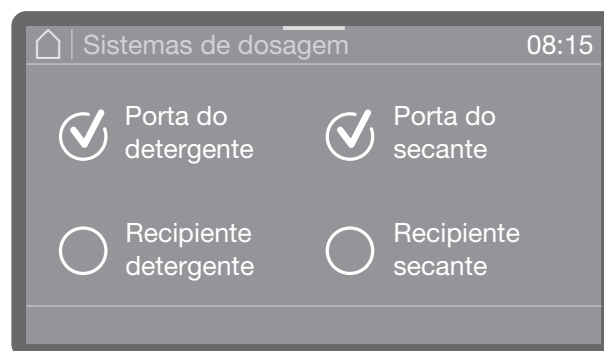 Sistemas de dosagem 08:15
Porta do
detergente
Porta do
secante
Recipiente
detergente
Recipiente
secante